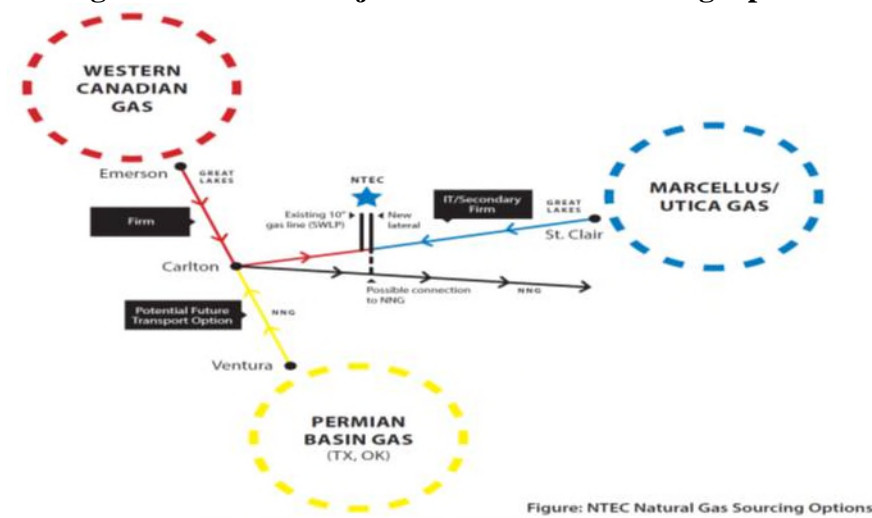 WESTERN
CANADIAN
GAS
Emerson
GREAT
LAKES
NTEC
IT/Secondary
Firm
GREAT
LAKES
MARCELLUS/
UTICA GAS
Firm
Existing 10"
gas line (SWLP)
New
lateral
St. Clair
Carlton
Possible connection
to NNG
NNG
Potential Future
Transport Option
NNG
Ventura
PERMIAN
BASIN GAS
(TX, OK)
Figure: NTEC Natural Gas Sourcing Options